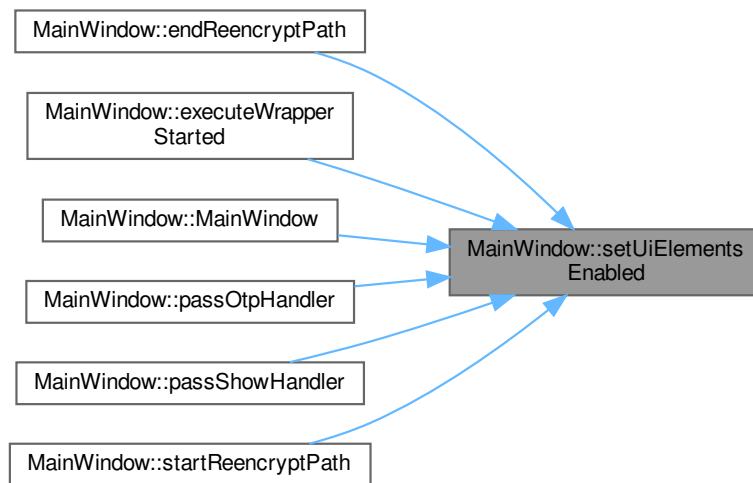 MainWindow::endReencryptPath
MainWindow::executeWrapper
Started
MainWindow::MainWindow
MainWindow::setUiElements
Enabled
MainWindow::passOtpHandler
MainWindow::passShowHandler
MainWindow::startReencryptPath